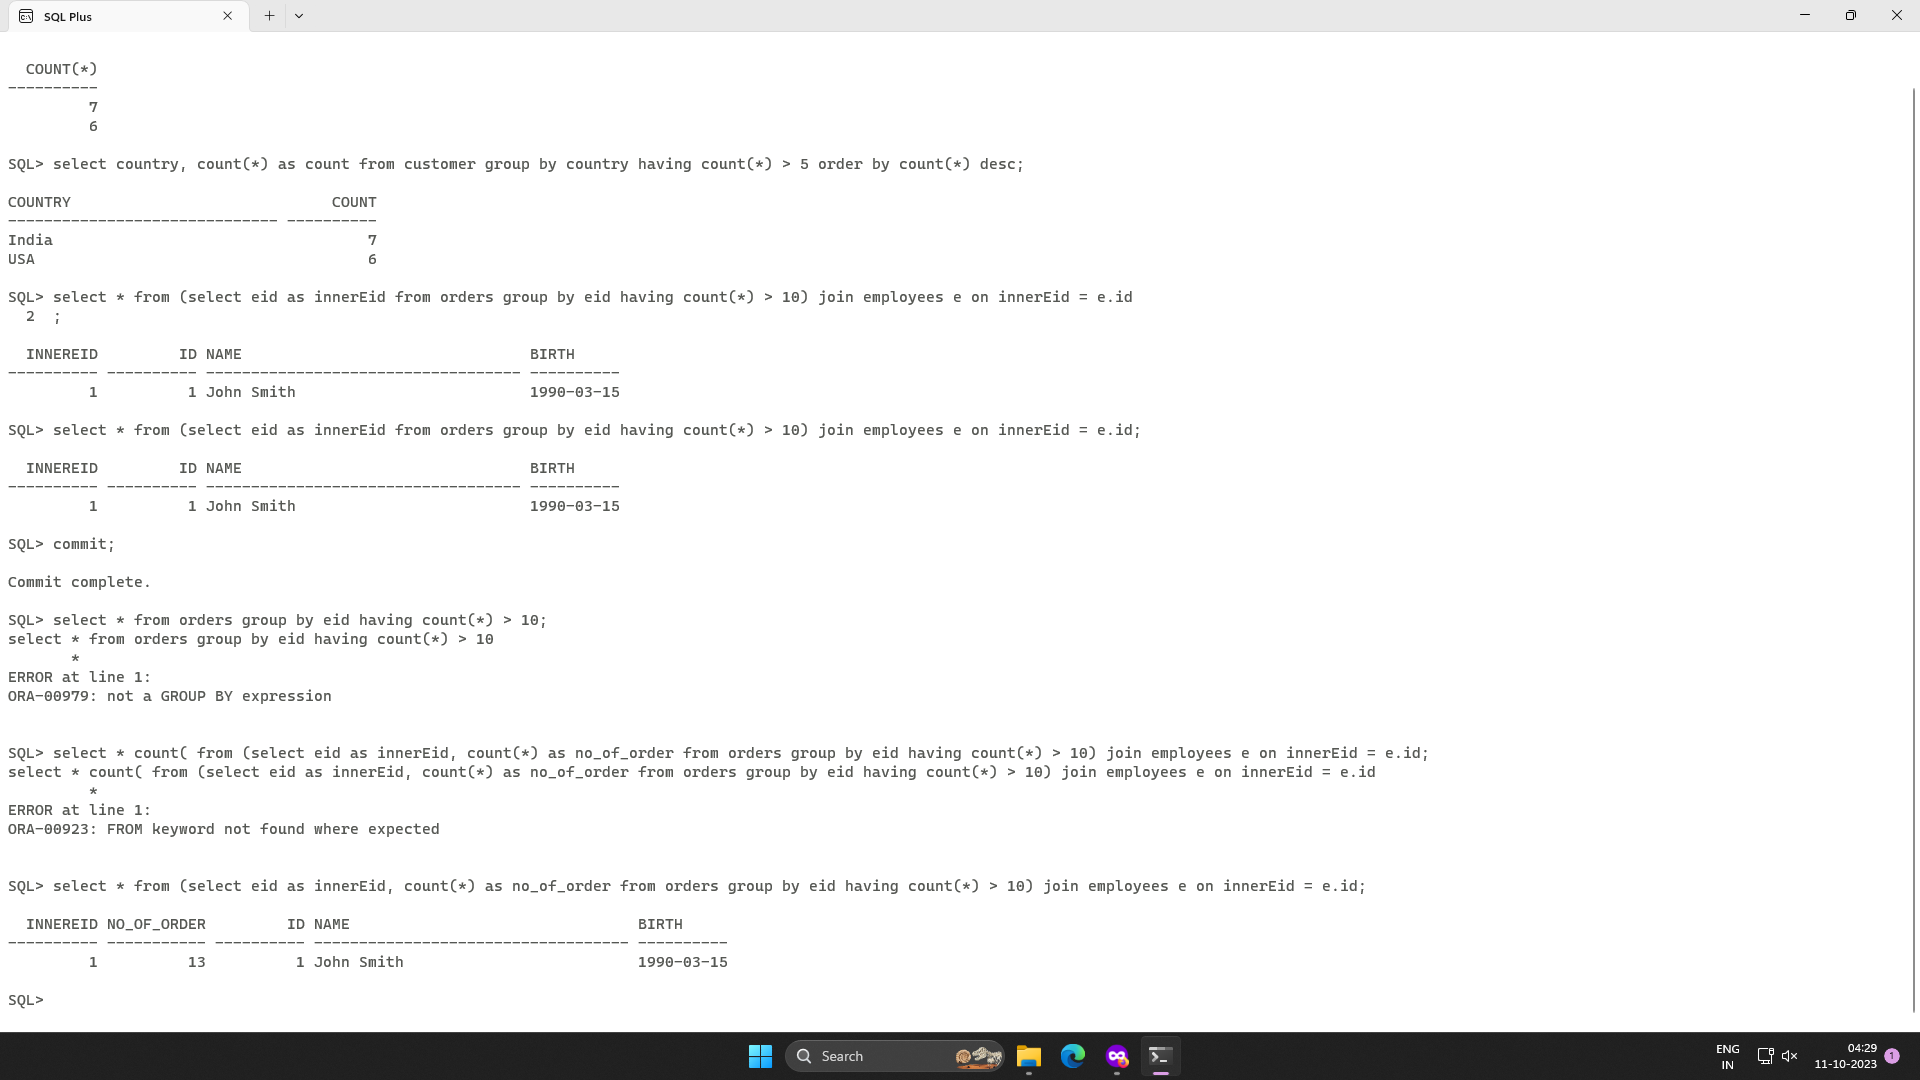 SQL Plus
  COUNT(*)
----------
         7
         6
SQL> select country, count(*) as count from customer group by country having count(*) > 5 order by count(*) desc;
COUNTRY                             COUNT
------------------------------ ----------
India                                   7
USA                                     6
SQL> select * from (select eid as innerEid from orders group by eid having count(*) > 10) join employees e on innerEid = e.id
  2  ;
  INNEREID         ID NAME                                BIRTH
---------- ---------- ----------------------------------- ----------
         1          1 John Smith                          1990-03-15
SQL> select * from (select eid as innerEid from orders group by eid having count(*) > 10) join employees e on innerEid = e.id;
  INNEREID         ID NAME                                BIRTH
---------- ---------- ----------------------------------- ----------
         1          1 John Smith                          1990-03-15
SQL> commit;
Commit complete.
SQL> select * from orders group by eid having count(*) > 10;
select * from orders group by eid having count(*) > 10
       *
ERROR at line 1:
ORA-00979: not a GROUP BY expression
SQL> select * count( from (select eid as innerEid, count(*) as no_of_order from orders group by eid having count(*) > 10) join employees e on innerEid = e.id;
select * count( from (select eid as innerEid, count(*) as no_of_order from orders group by eid having count(*) > 10) join employees e on innerEid = e.id
         *
ERROR at line 1:
ORA-00923: FROM keyword not found where expected
SQL> select * from (select eid as innerEid, count(*) as no_of_order from orders group by eid having count(*) > 10) join employees e on innerEid = e.id;
  INNEREID NO_OF_ORDER         ID NAME                                BIRTH
---------- ----------- ---------- ----------------------------------- ----------
         1          13          1 John Smith                          1990-03-15
SQL>
Search
ENG
IN
04:29
11-10-2023
1